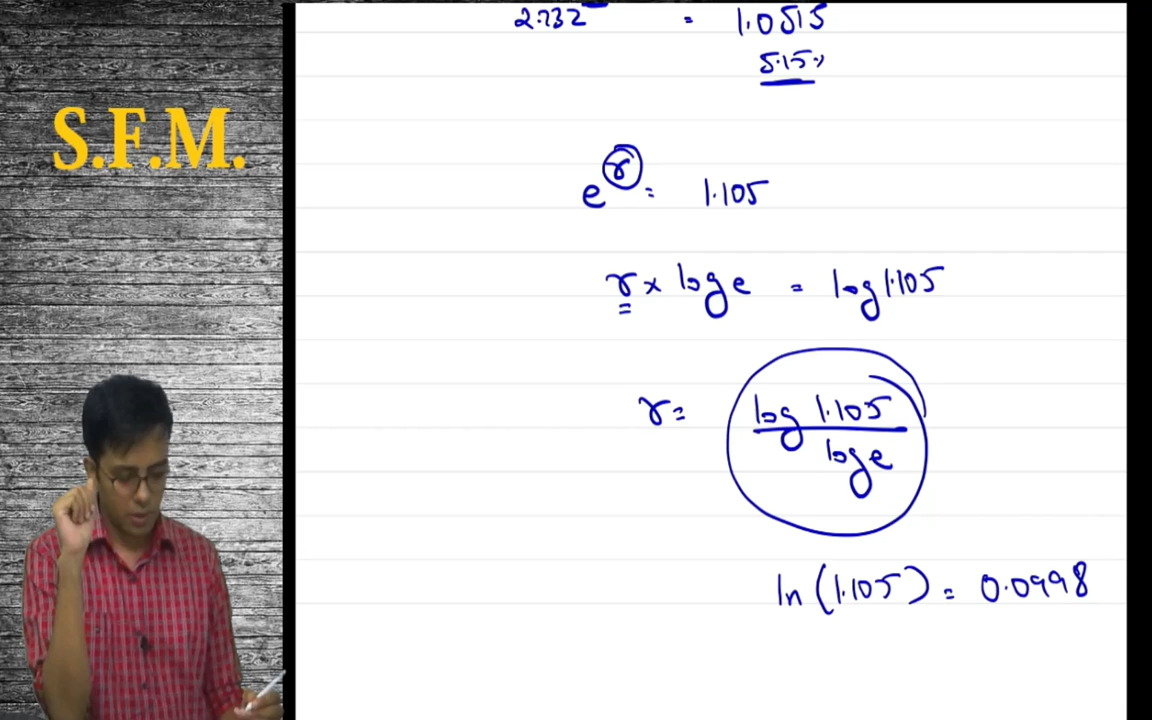 S.F.M.
2.732 = 1.0515
5.15%
e^r = 1.105
r x log e = log 1.105
r = log 1.105 / log e
ln (1.105) = 0.0998